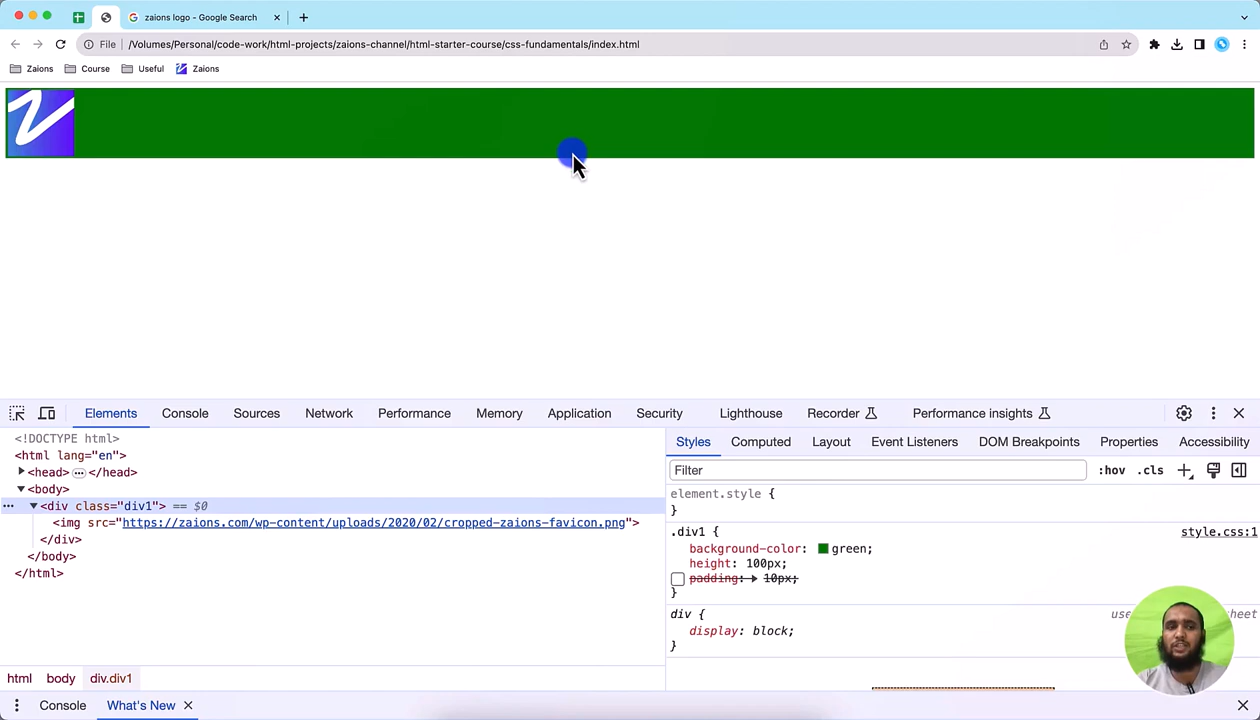 zaions logo - Google Search
File /Volumes/Personal/code-work/html-projects/zaions-channel/html-starter-course/css-fundamentals/index.html
Zaions Course Useful Zaions
Elements Console Sources Network Performance Memory Application Security Lighthouse Recorder Performance insights
<!DOCTYPE html>
<html lang="en">
<head> ... </head>
<body>
... <div class="div1"> == $0
<img src="https://zaions.com/wp-content/uploads/2020/02/cropped-zaions-favicon.png">
</div>
</body>
</html>
html body div.div1
Styles Computed Layout Event Listeners DOM Breakpoints Properties Accessibility
Filter :hov .cls
element.style {
}
.div1 { style.css:1
background-color: green;
height: 100px;
padding: 10px;
}
div {
display: block;
}
Console What's New